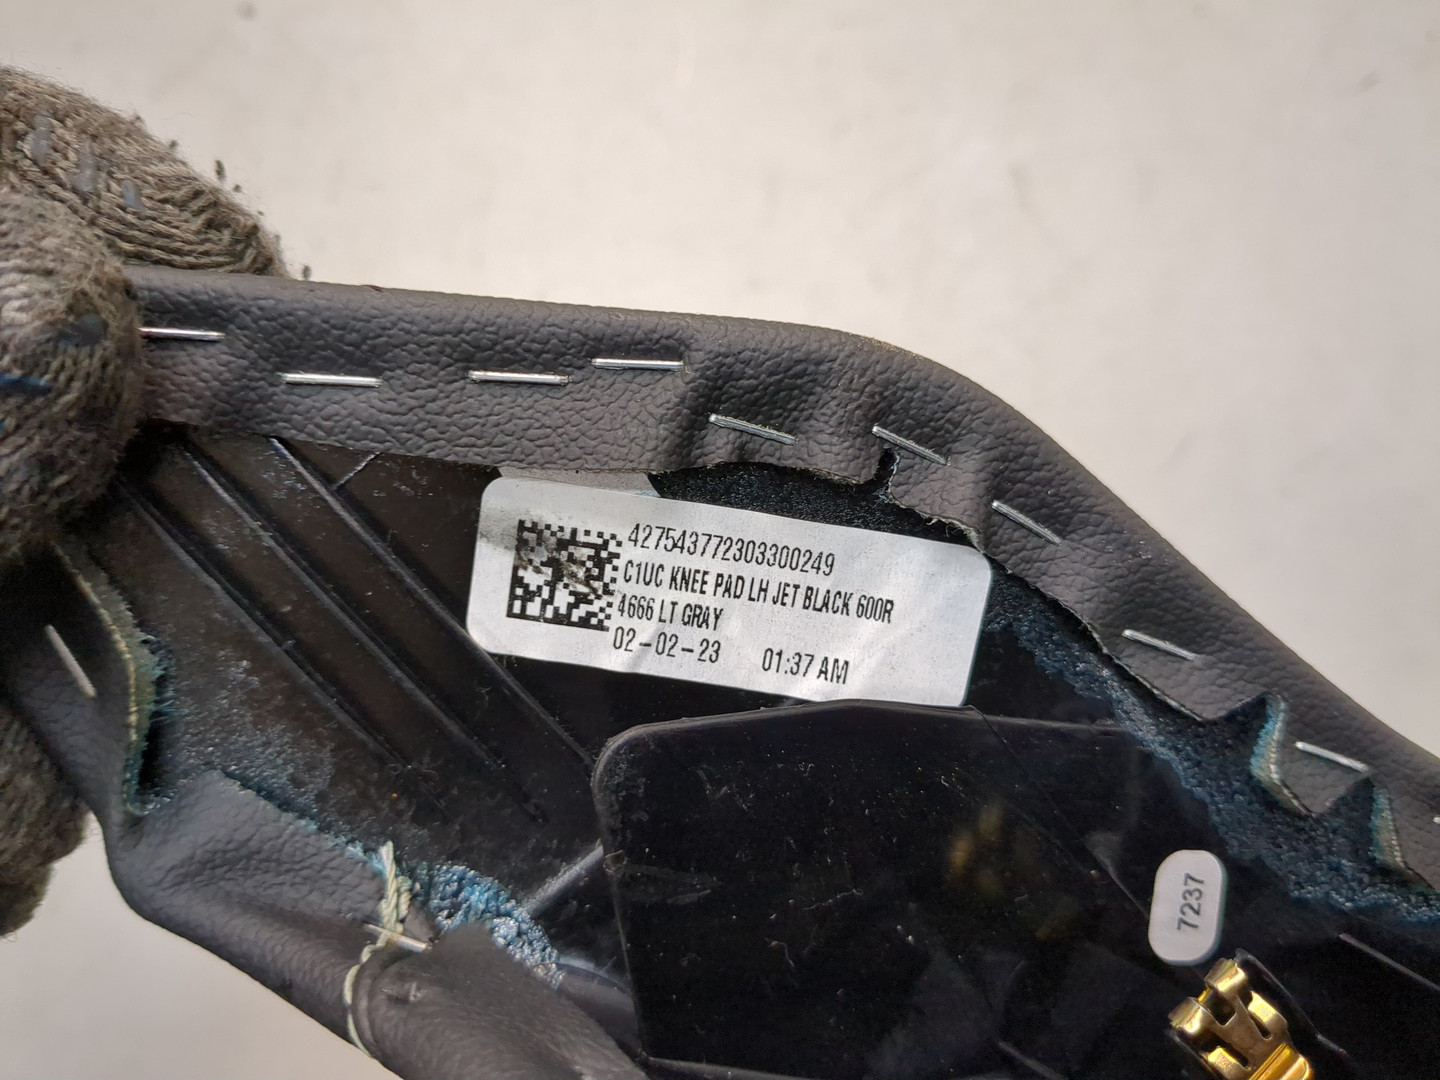 427543772303300249
C1UC KNEE PAD LH JET BLACK 600R
4666 LT GRAY
02-02-23 01:37 AM
7237